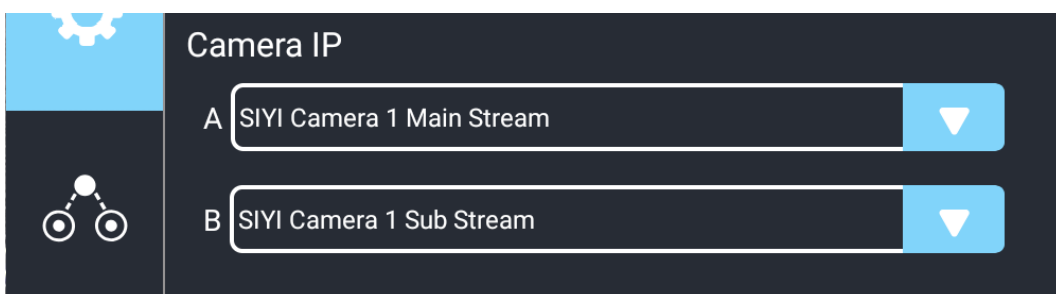 Camera IP
A SIYI Camera 1 Main Stream
B SIYI Camera 1 Sub Stream